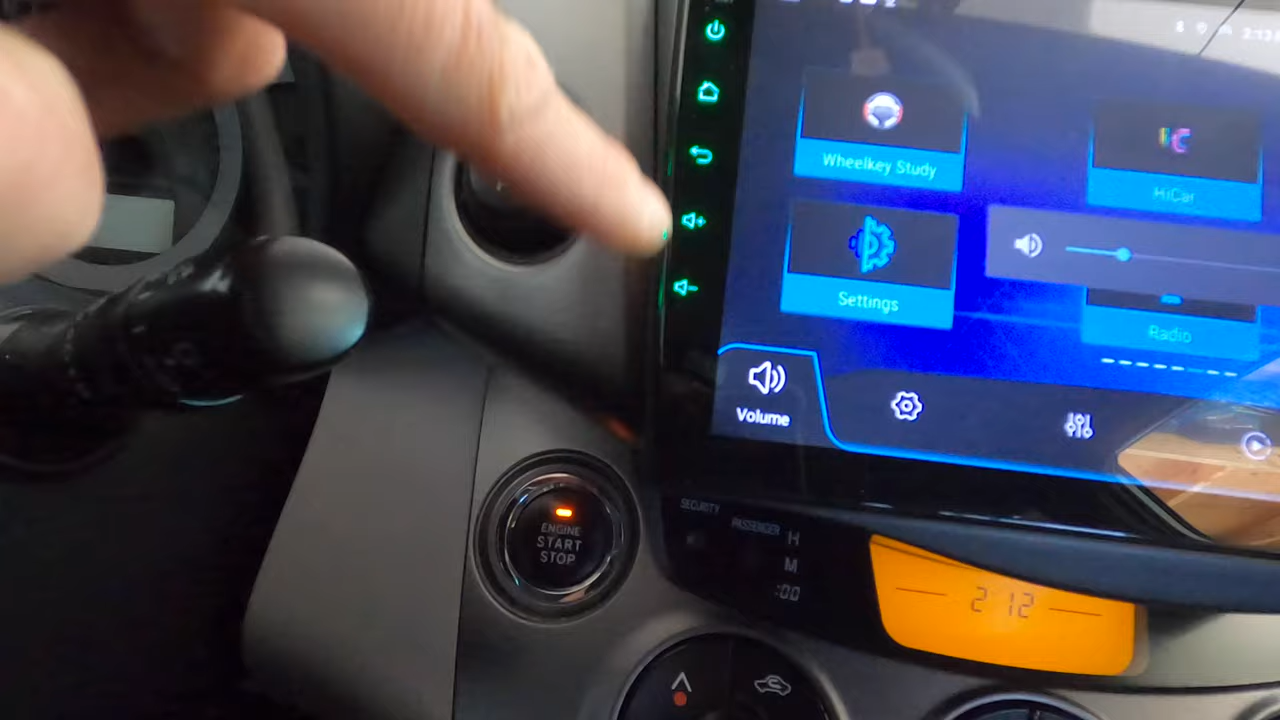 Wheelkey Study
HiCar
Settings
Radio
Volume
SECURITY
PASSENGER
H
M
:00
2 12
ENGINE
START
STOP